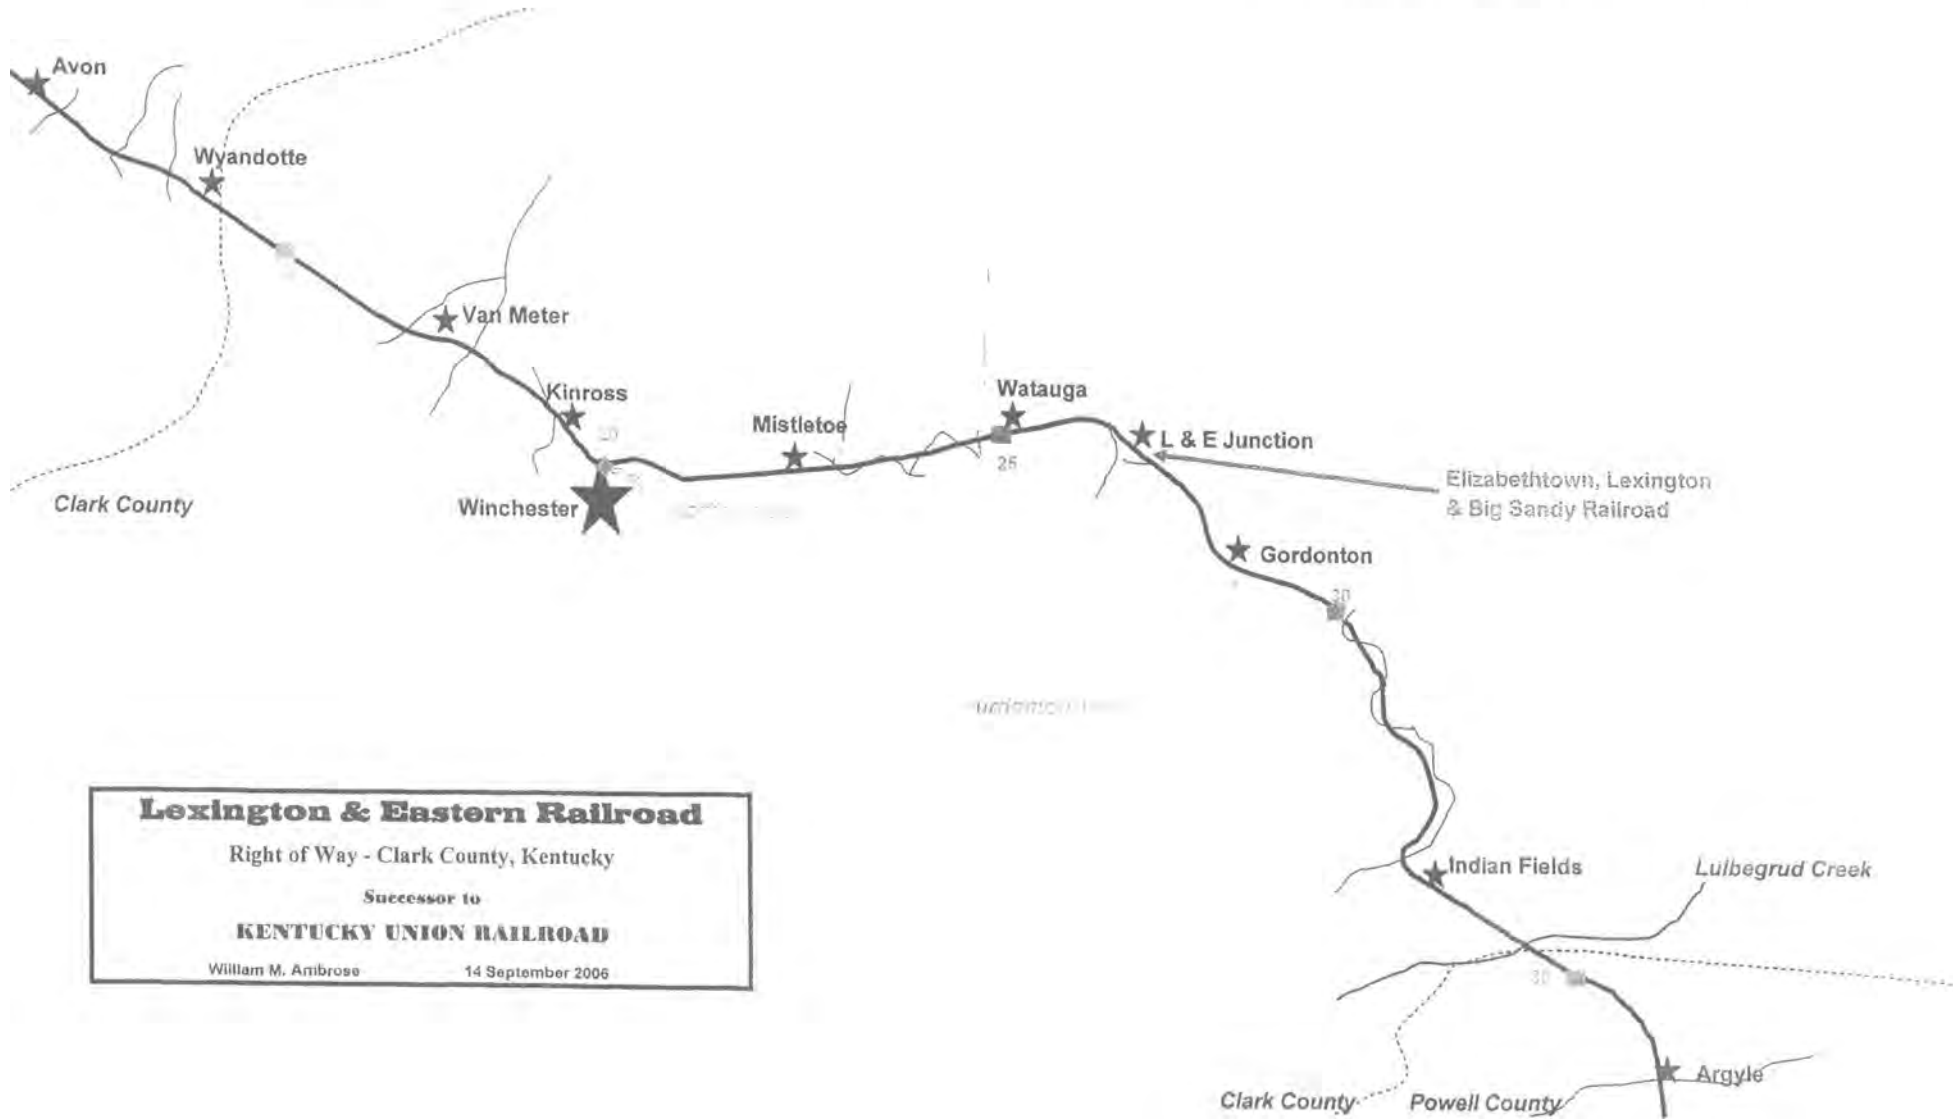 Avon
Wyandotte
Van Meter
Kinross
20
Mistletoe
Watauga
25
L & E Junction
Elizabethtown, Lexington
& Big Sandy Railroad
Winchester
Clark County
Gordonton
30
Indian Fields
Lulbegrud Creek
30
Argyle
Clark County
Powell County
Lexington & Eastern Railroad
Right of Way - Clark County, Kentucky
Successor to
KENTUCKY UNION RAILROAD
William M. Ambrose 14 September 2006